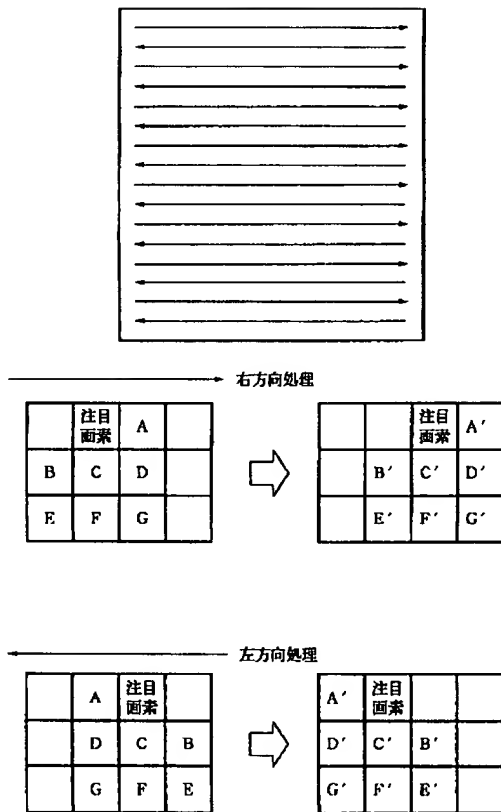 右方向処理
注目 A
画素
B C D
E F G
注目 A′
画素
B′ C′ D′
E′ F′ G′
左方向処理
A 注目
画素
D C B
G F E
A′ 注目
画素
D′ C′ B′
G′ F′ E′